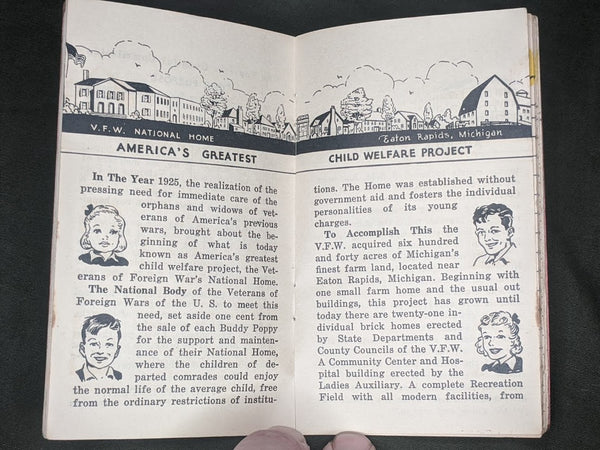 V.F.W. NATIONAL HOME
AMERICA'S GREATEST
In The Year 1925, the realization of the
pressing need for immediate care of the
orphans and widows of vet-
erans of America's previous
wars, brought about the be-
ginning of what is today
known as America's greatest
child welfare project, the Vet-
erans of Foreign War's National Home.
The National Body of the Veterans of
Foreign Wars of the U. S. to meet this
need, set aside one cent from
the sale of each Buddy Poppy
for the support and mainten-
ance of their National Home,
where the children of de-
parted comrades could enjoy
the normal life of the average child, free
from the ordinary restrictions of institu-
Eaton Rapids, Michigan
CHILD WELFARE PROJECT
tions. The Home was established without
government aid and fosters the individual
personalities of its young
charges.
To Accomplish This the
V.F.W. acquired six hundred
and forty acres of Michigan's
finest farm land, located near
Eaton Rapids, Michigan. Beginning with
one small farm home and the usual out
buildings, this project has grown until
today there are twenty-one in-
dividual brick homes erected
by State Departments and
County Councils of the V.F.W.
A Community Center and Hos-
pital building erected by the
Ladies Auxiliary. A complete Recreation
Field with all modern facilities, from